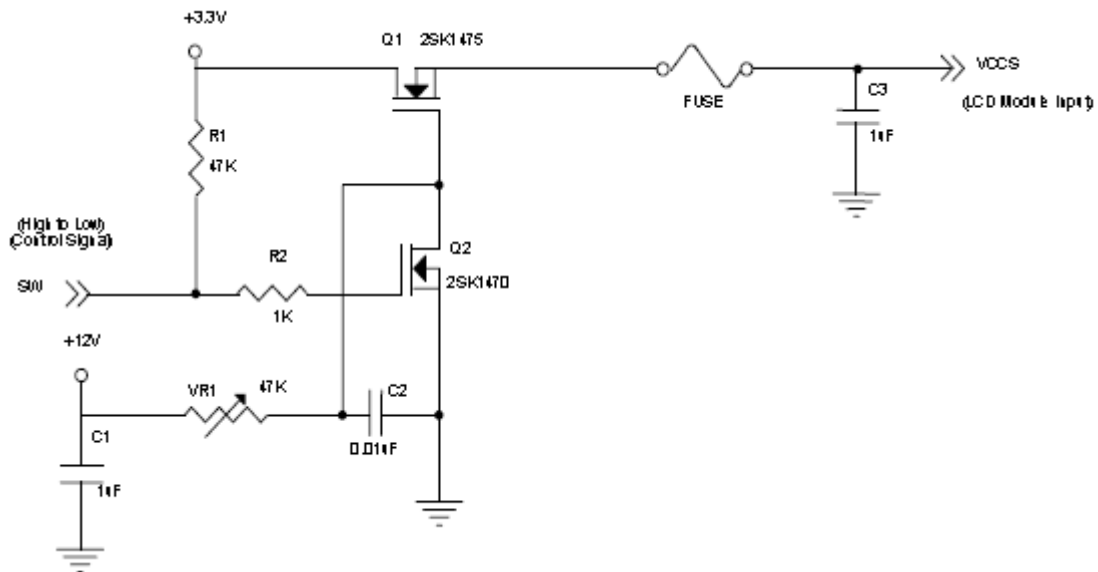 +3.3V
Q1 2SK1475
VCCS
FUSE
C3
(LCD Module Input)
1uF
R1
47K
(High to Low)
(Control Signal)
Q2
R2
2SK1470
SW
1K
+12V
VR1 47K
C2
C1
0.01uF
1uF